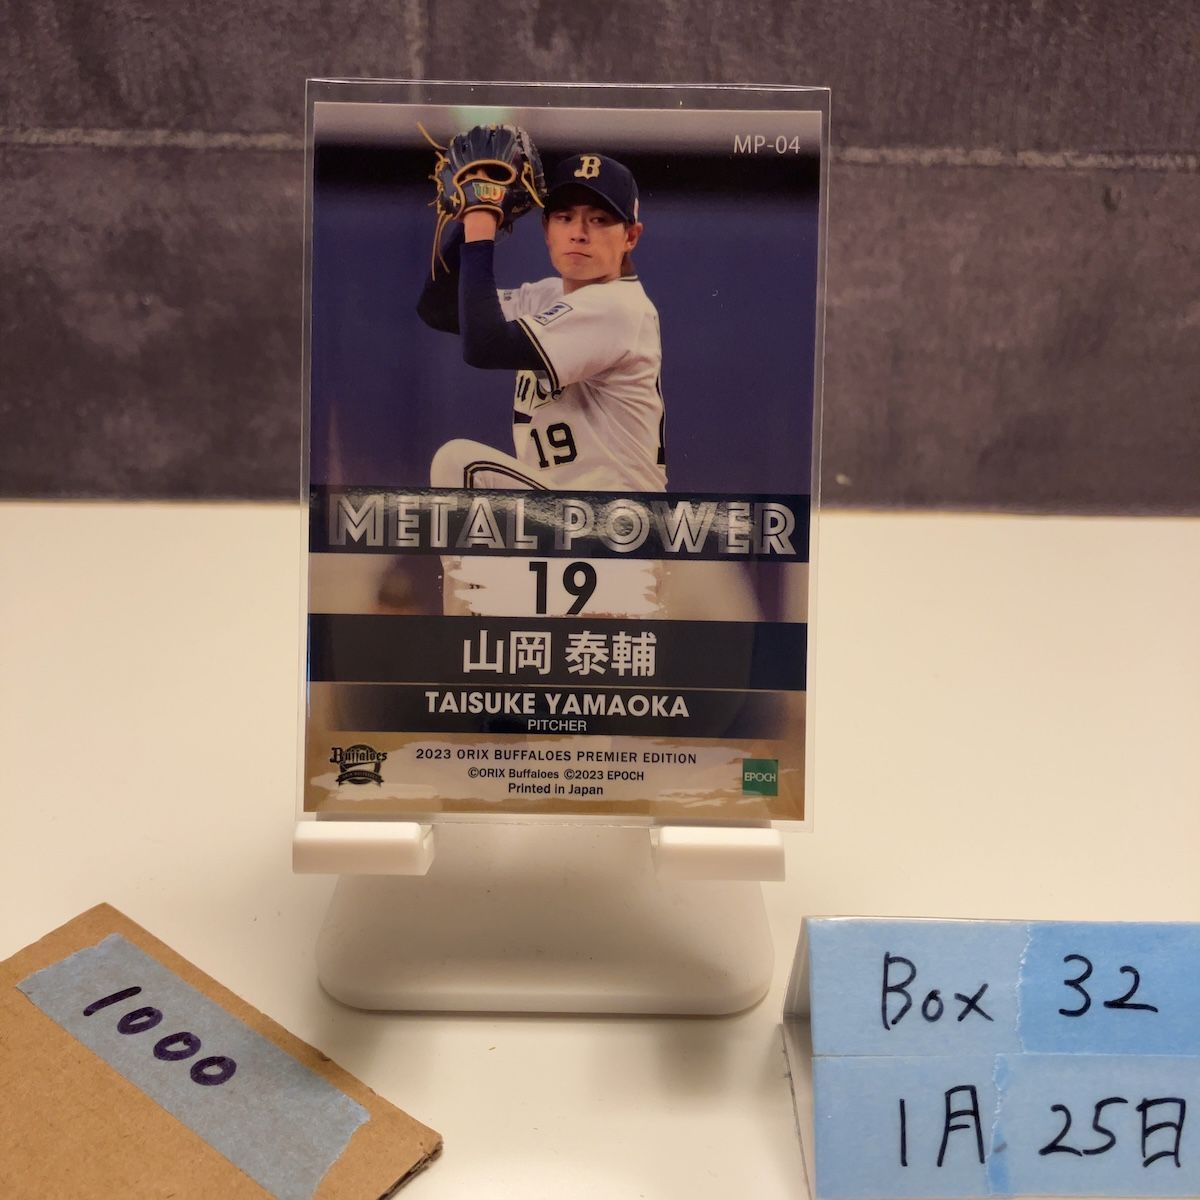 MP-04
B
19
METAL POWER
19
山岡 泰輔
TAISUKE YAMAOKA
PITCHER
Buffaloes
2023 ORIX BUFFALOES PREMIER EDITION
©ORIX Buffaloes ©2023 EPOCH
Printed in Japan
EPOCH
1000
Box 32
1月 25日